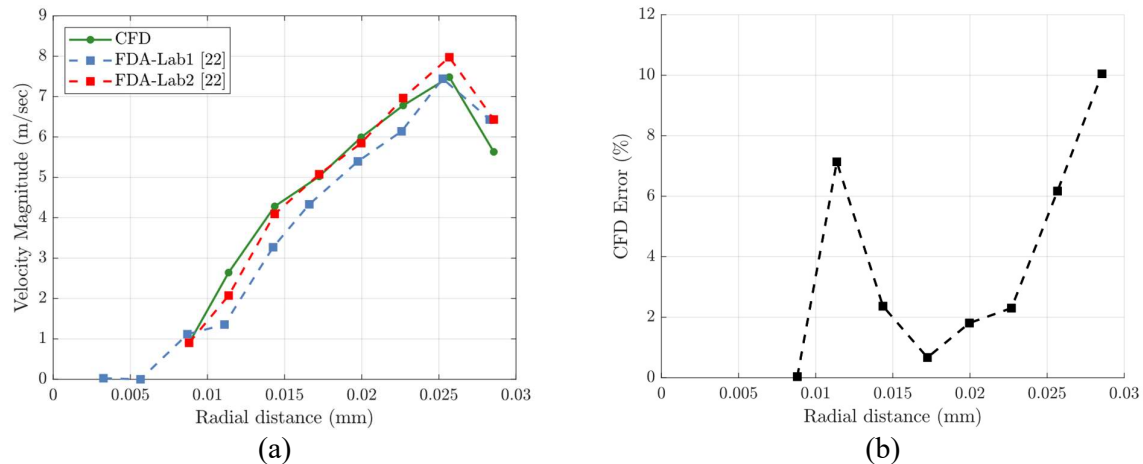 9
8
7
6
5
4
3
2
1
0
Velocity Magnitude (m/sec)
CFD
FDA-Lab1 [22]
FDA-Lab2 [22]
0 0.005 0.01 0.015 0.02 0.025 0.03
Radial distance (mm)
(a)
12
10
8
6
4
2
0
CFD Error (%)
0 0.005 0.01 0.015 0.02 0.025 0.03
Radial distance (mm)
(b)